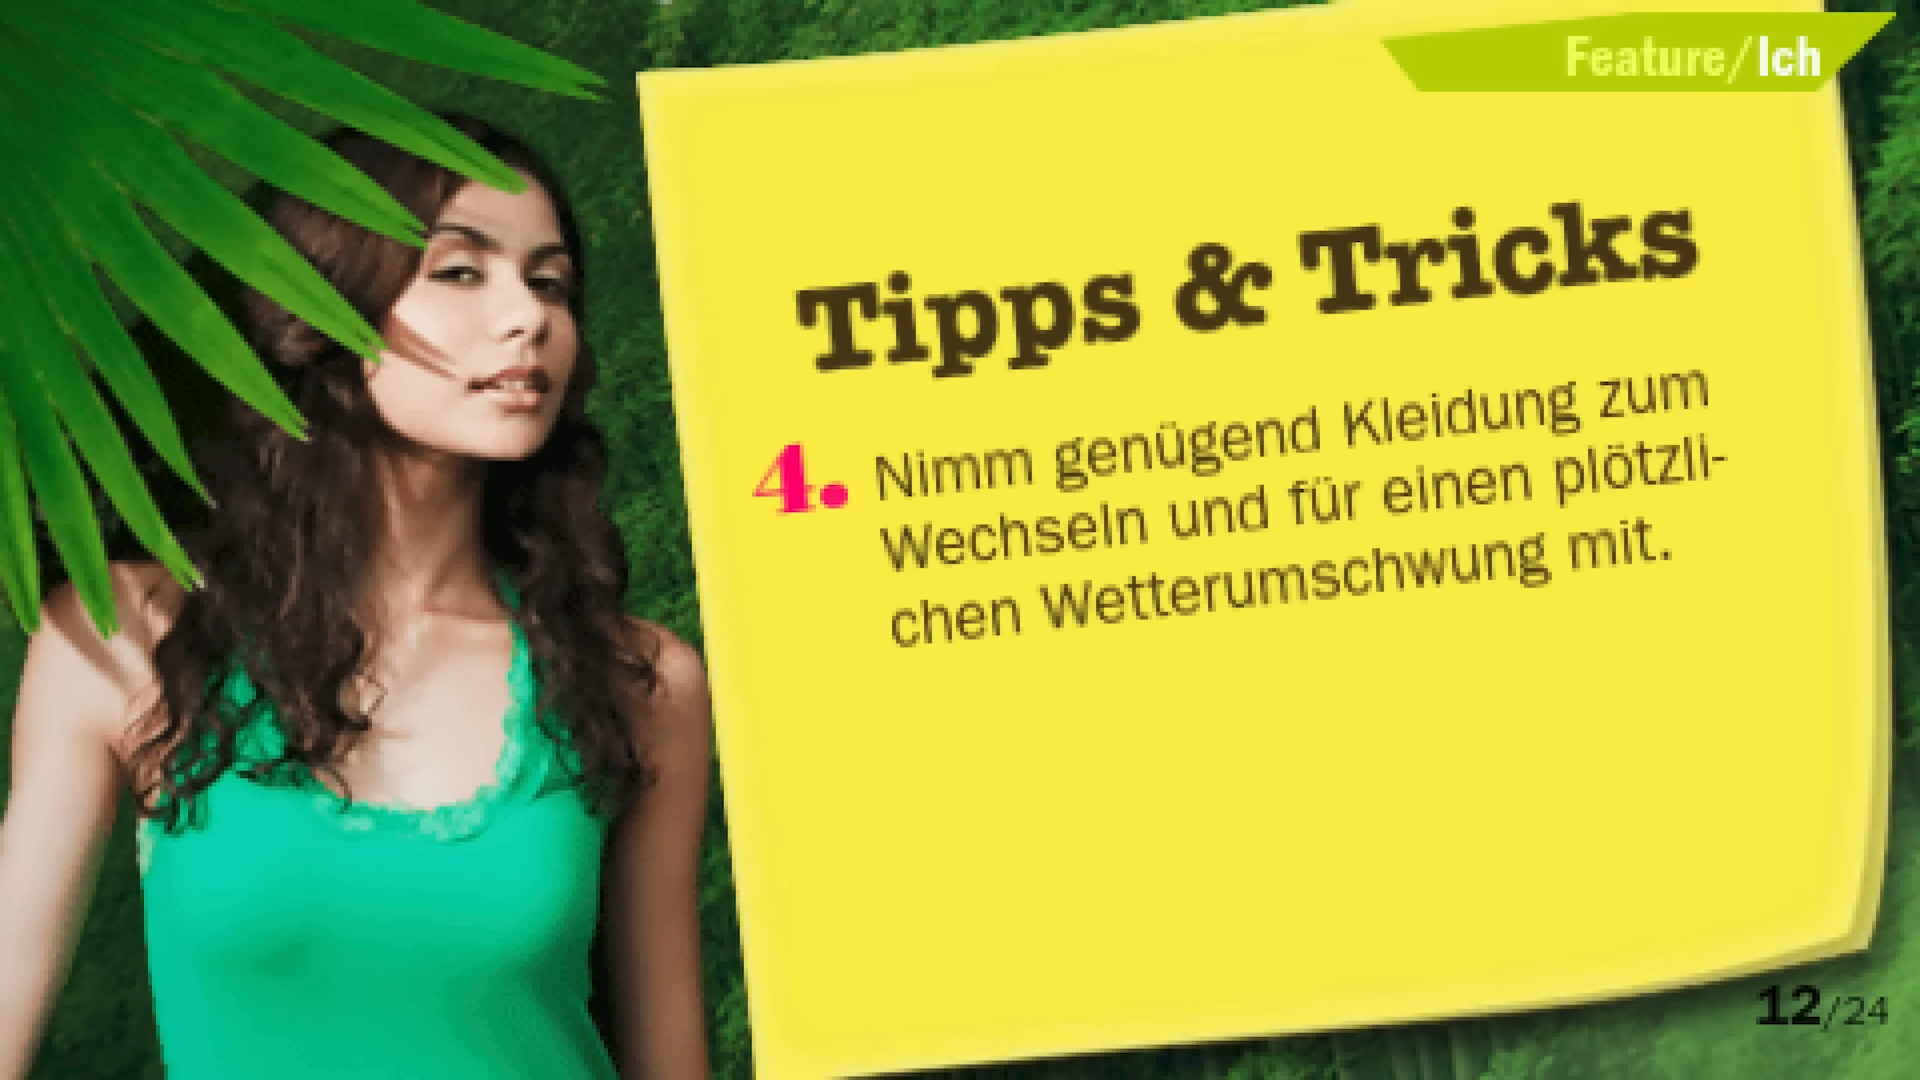 Feature/Ich
Tipps & Tricks
4. Nimm genügend Kleidung zum
Wechseln und für einen plötzli-
chen Wetterumschwung mit.
12/24